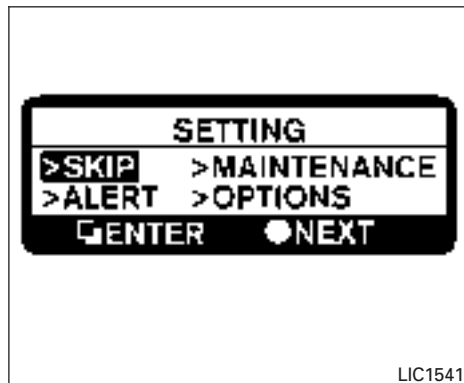 SETTING
>SKIP >MAINTENANCE
>ALERT >OPTIONS
ENTER NEXT
LIC1541